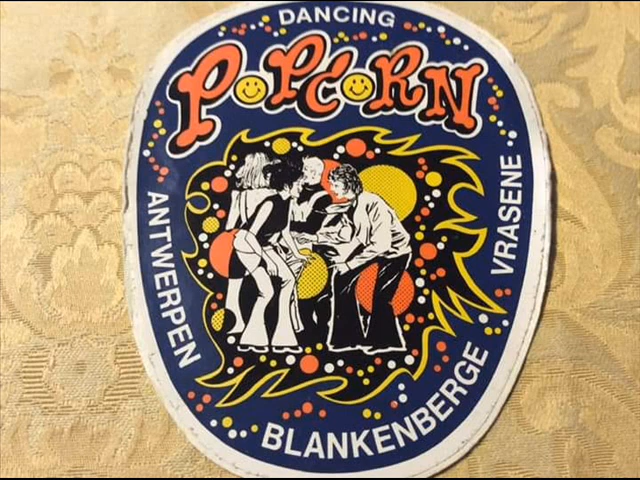 DANCING
POPCORN
ANTWERPEN
BLANKENBERGE
VRASENE